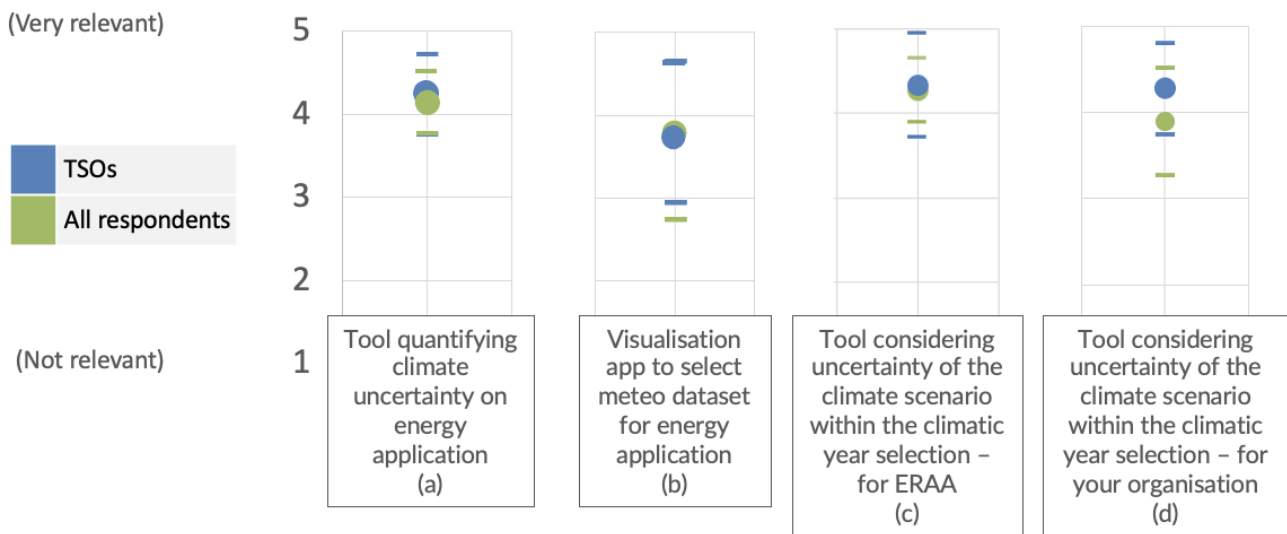 (Very relevant)
TSOs
All respondents
(Not relevant)
5
4
3
2
1
Tool quantifying
climate
uncertainty on
energy
application
(a)
Visualisation
app to select
meteo dataset
for energy
application
(b)
Tool considering
uncertainty of the
climate scenario
within the climatic
year selection –
for ERAA
(c)
Tool considering
uncertainty of the
climate scenario
within the climatic
year selection – for
your organisation
(d)